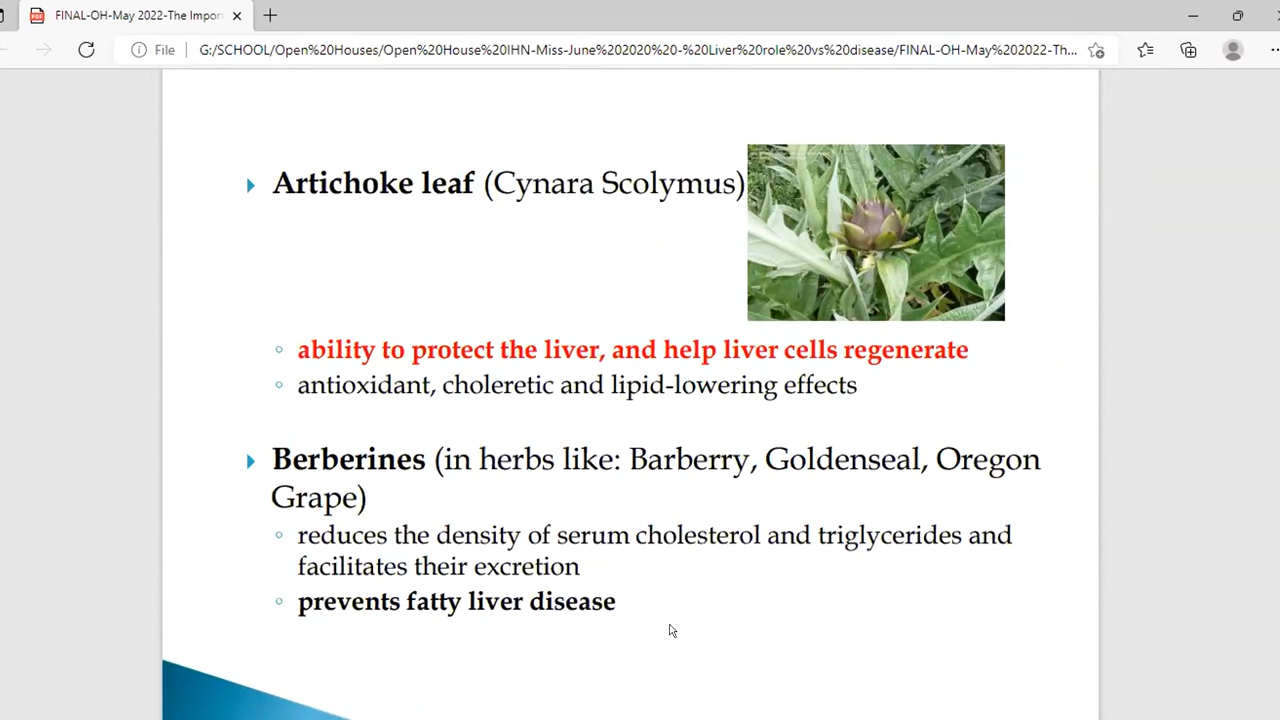 FINAL-OH-May 2022-The Impor
File
G:/SCHOOL/Open%20Houses/Open%20House%20IHN-Miss-June%202020%20-%20Liver%20role%20vs%20disease/FINAL-OH-May%202022-Th...
Artichoke leaf (Cynara Scolymus)
ability to protect the liver, and help liver cells regenerate
antioxidant, choleretic and lipid-lowering effects
Berberines (in herbs like: Barberry, Goldenseal, Oregon
Grape)
reduces the density of serum cholesterol and triglycerides and
facilitates their excretion
prevents fatty liver disease